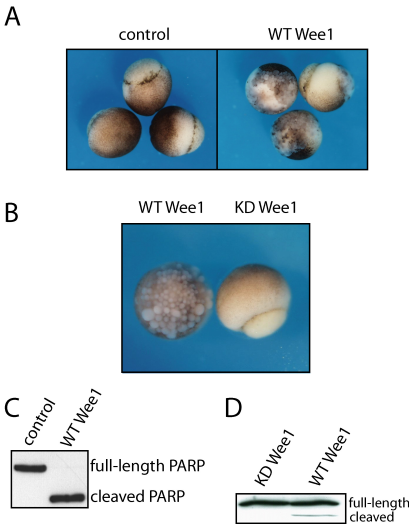 A
control
WT Wee1
B
WT Wee1
KD Wee1
C
control
WT Wee1
full-length PARP
cleaved PARP
D
KD Wee1
WT Wee1
full-length
cleaved